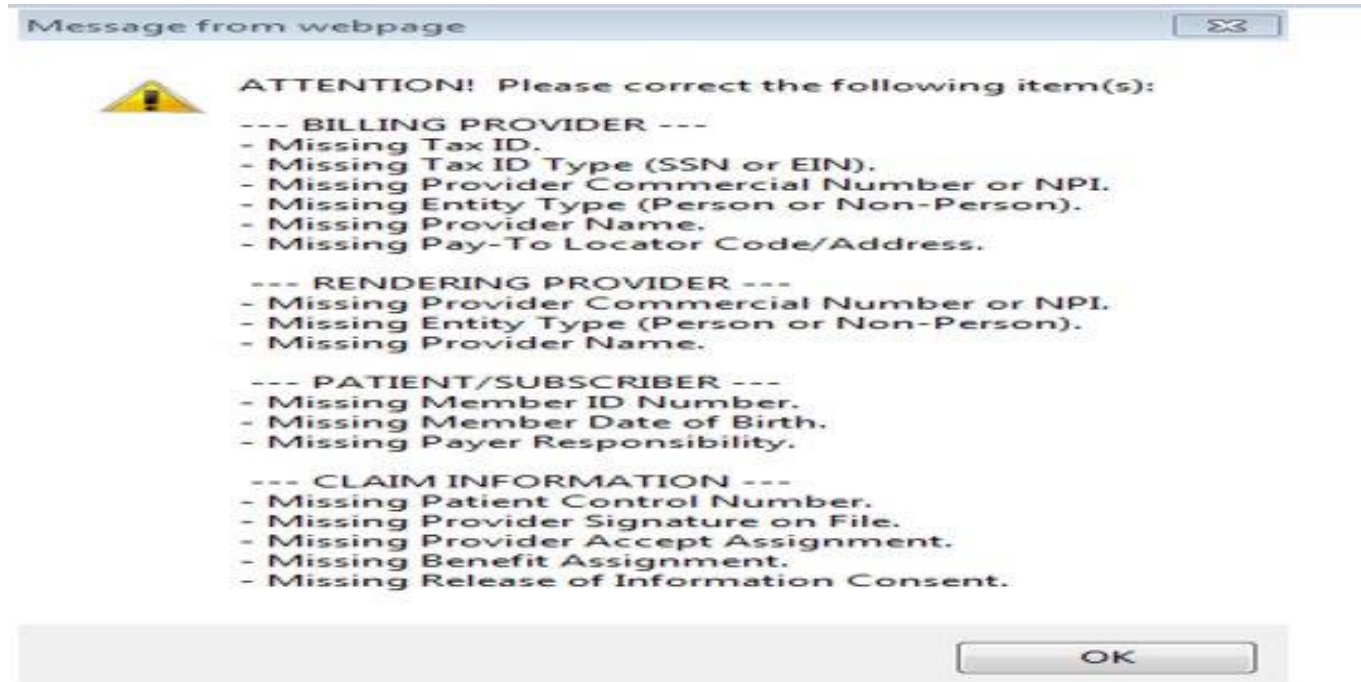 Message from webpage
ATTENTION! Please correct the following item(s):
--- BILLING PROVIDER ---
- Missing Tax ID.
- Missing Tax ID Type (SSN or EIN).
- Missing Provider Commercial Number or NPI.
- Missing Entity Type (Person or Non-Person).
- Missing Provider Name.
- Missing Pay-To Locator Code/Address.
--- RENDERING PROVIDER ---
- Missing Provider Commercial Number or NPI.
- Missing Entity Type (Person or Non-Person).
- Missing Provider Name.
--- PATIENT/SUBSCRIBER ---
- Missing Member ID Number.
- Missing Member Date of Birth.
- Missing Payer Responsibility.
--- CLAIM INFORMATION ---
- Missing Patient Control Number.
- Missing Provider Signature on File.
- Missing Provider Accept Assignment.
- Missing Benefit Assignment.
- Missing Release of Information Consent.
OK